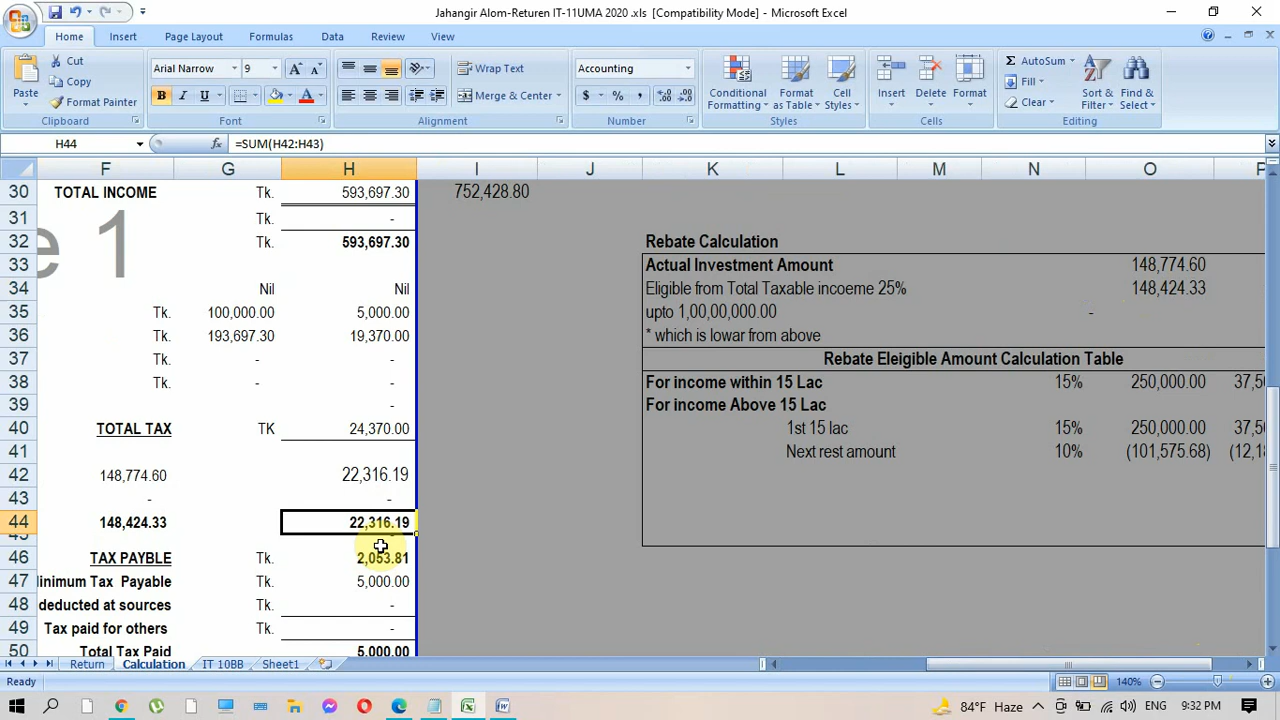 Jahangir Alom-Returen IT-11UMA 2020 .xls [Compatibility Mode] - Microsoft Excel
Home Insert Page Layout Formulas Data Review View
Paste Cut Copy Format Painter Clipboard
Arial Narrow 9 A A B I U A Font
Wrap Text Merge & Center Alignment
Accounting $ % , Number
Conditional Formatting Format as Table Cell Styles Styles
Insert Delete Format Cells
Σ AutoSum Fill Clear Sort & Filter Find & Select Editing
H44 fx =SUM(H42:H43)
F G H I J K L M N O
30 TOTAL INCOME Tk. 593,697.30 752,428.80
31 Tk. -
32 e 1 Tk. 593,697.30 Rebate Calculation
33 Actual Investment Amount 148,774.60
34 Nil Nil Eligible from Total Taxable incoeme 25% 148,424.33
35 Tk. 100,000.00 5,000.00 upto 1,00,00,000.00 -
36 Tk. 193,697.30 19,370.00 * which is lowar from above
37 Tk. - - Rebate Eleigible Amount Calculation Table
38 Tk. - - For income within 15 Lac 15% 250,000.00
39 - For income Above 15 Lac
40 TOTAL TAX TK 24,370.00 1st 15 lac 15% 250,000.00
41 Next rest amount 10% (101,575.68)
42 148,774.60 22,316.19
43 - -
44 148,424.33 22,316.19
45
46 TAX PAYBLE Tk. 2,053.81
47 linimum Tax Payable Tk. 5,000.00
48 deducted at sources Tk. -
49 Tax paid for others Tk. -
50 Total Tax Paid 5,000.00
Return Calculation IT 10BB Sheet1
Ready 140%
84°F Haze ENG 9:32 PM